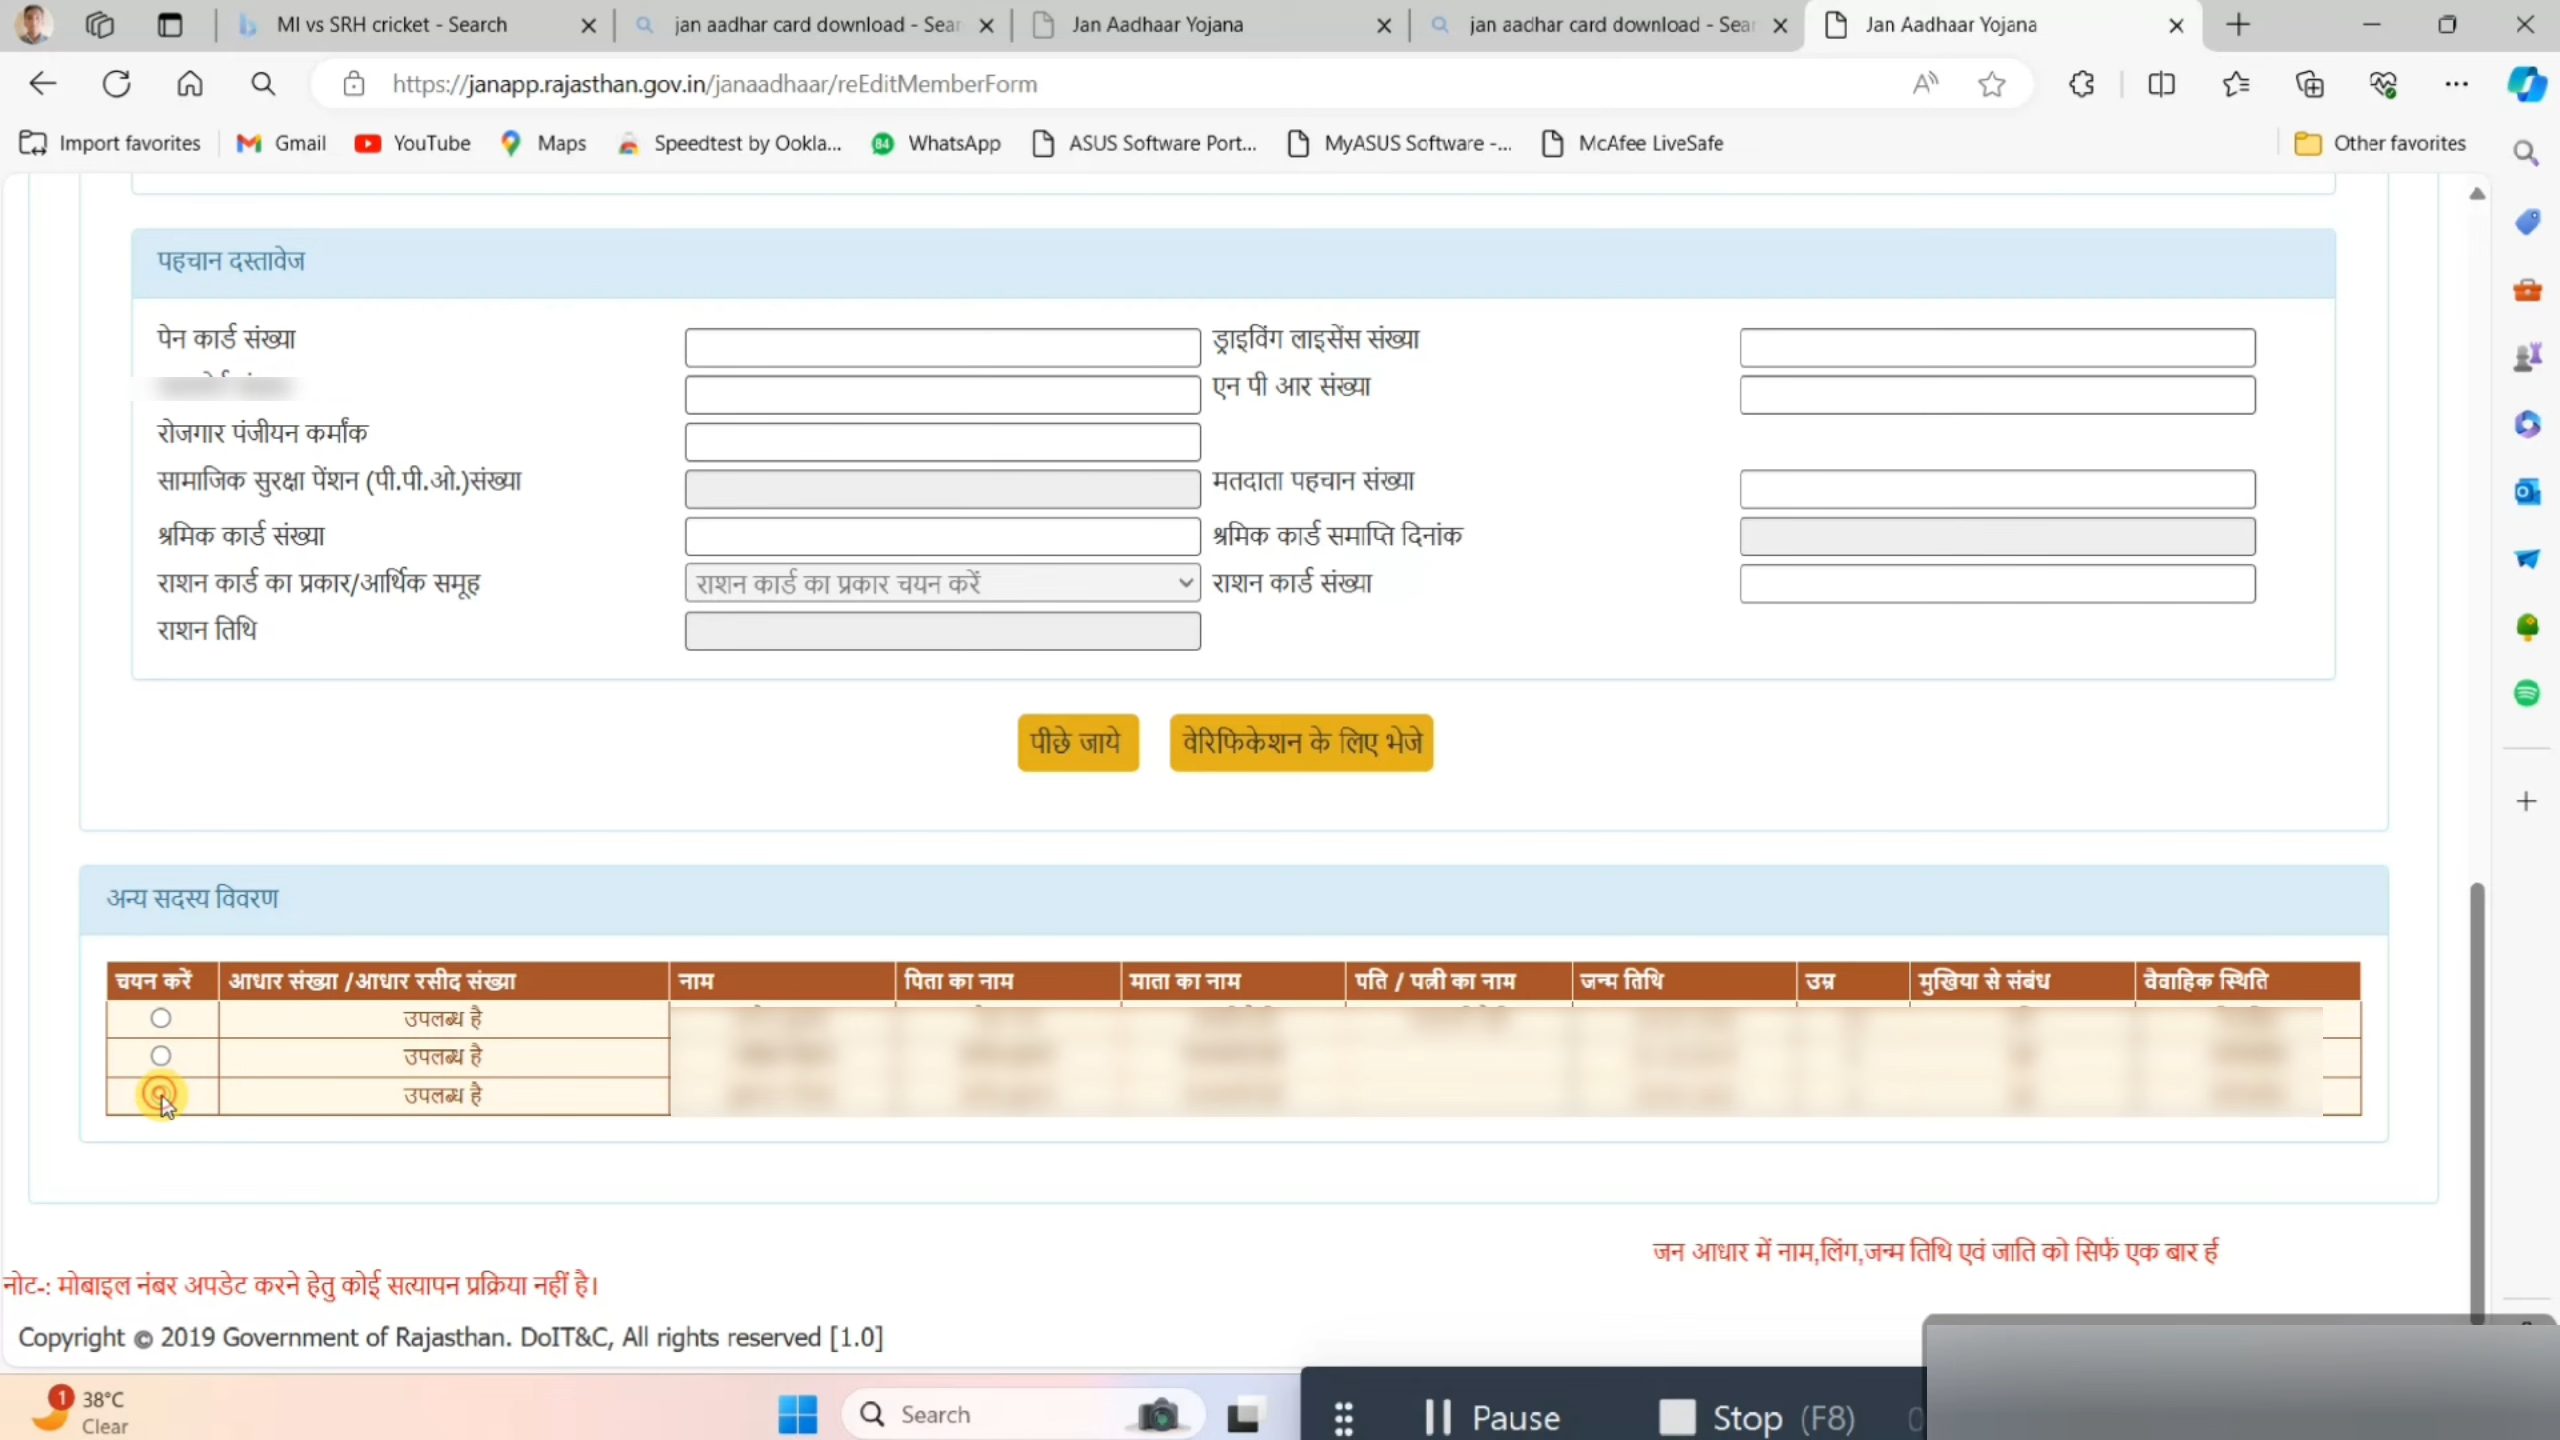 MI vs SRH cricket - Search
jan aadhar card download - Sear
Jan Aadhaar Yojana
jan aadhar card download - Sear
Jan Aadhaar Yojana
https://janapp.rajasthan.gov.in/janaadhaar/reEditMemberForm
Import favorites Gmail YouTube Maps Speedtest by Ookla... 84 WhatsApp ASUS Software Port... MyASUS Software -... McAfee LiveSafe Other favorites
पहचान दस्तावेज
पेन कार्ड संख्या ड्राइविंग लाइसेंस संख्या
एन पी आर संख्या
रोजगार पंजीयन कर्मांक
सामाजिक सुरक्षा पेंशन (पी.पी.ओ.)संख्या मतदाता पहचान संख्या
श्रमिक कार्ड संख्या श्रमिक कार्ड समाप्ति दिनांक
राशन कार्ड का प्रकार/आर्थिक समूह राशन कार्ड का प्रकार चयन करें राशन कार्ड संख्या
राशन तिथि
पीछे जाये वेरिफिकेशन के लिए भेजे
अन्य सदस्य विवरण
चयन करें आधार संख्या /आधार रसीद संख्या नाम पिता का नाम माता का नाम पति / पत्नी का नाम जन्म तिथि उम्र मुखिया से संबंध वैवाहिक स्थिति
उपलब्ध है
उपलब्ध है
उपलब्ध है
जन आधार में नाम,लिंग,जन्म तिथि एवं जाति को सिर्फ एक बार ह
नोट-: मोबाइल नंबर अपडेट करने हेतु कोई सत्यापन प्रक्रिया नहीं है।
Copyright © 2019 Government of Rajasthan. DoIT&C, All rights reserved [1.0]
1 38°C
Clear
Search
Pause Stop (F8)